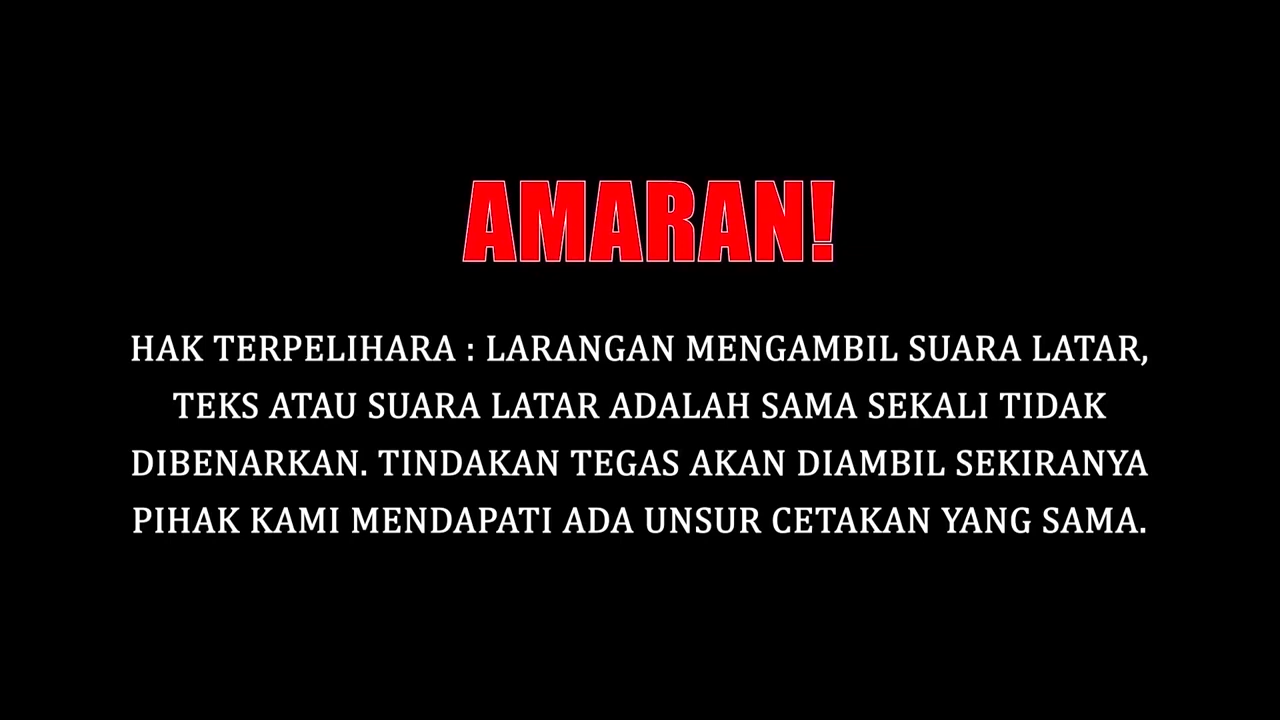 AMARAN!
HAK TERPELIHARA : LARANGAN MENGAMBIL SUARA LATAR,
TEKS ATAU SUARA LATAR ADALAH SAMA SEKALI TIDAK
DIBENARKAN. TINDAKAN TEGAS AKAN DIAMBIL SEKIRANYA
PIHAK KAMI MENDAPATI ADA UNSUR CETAKAN YANG SAMA.